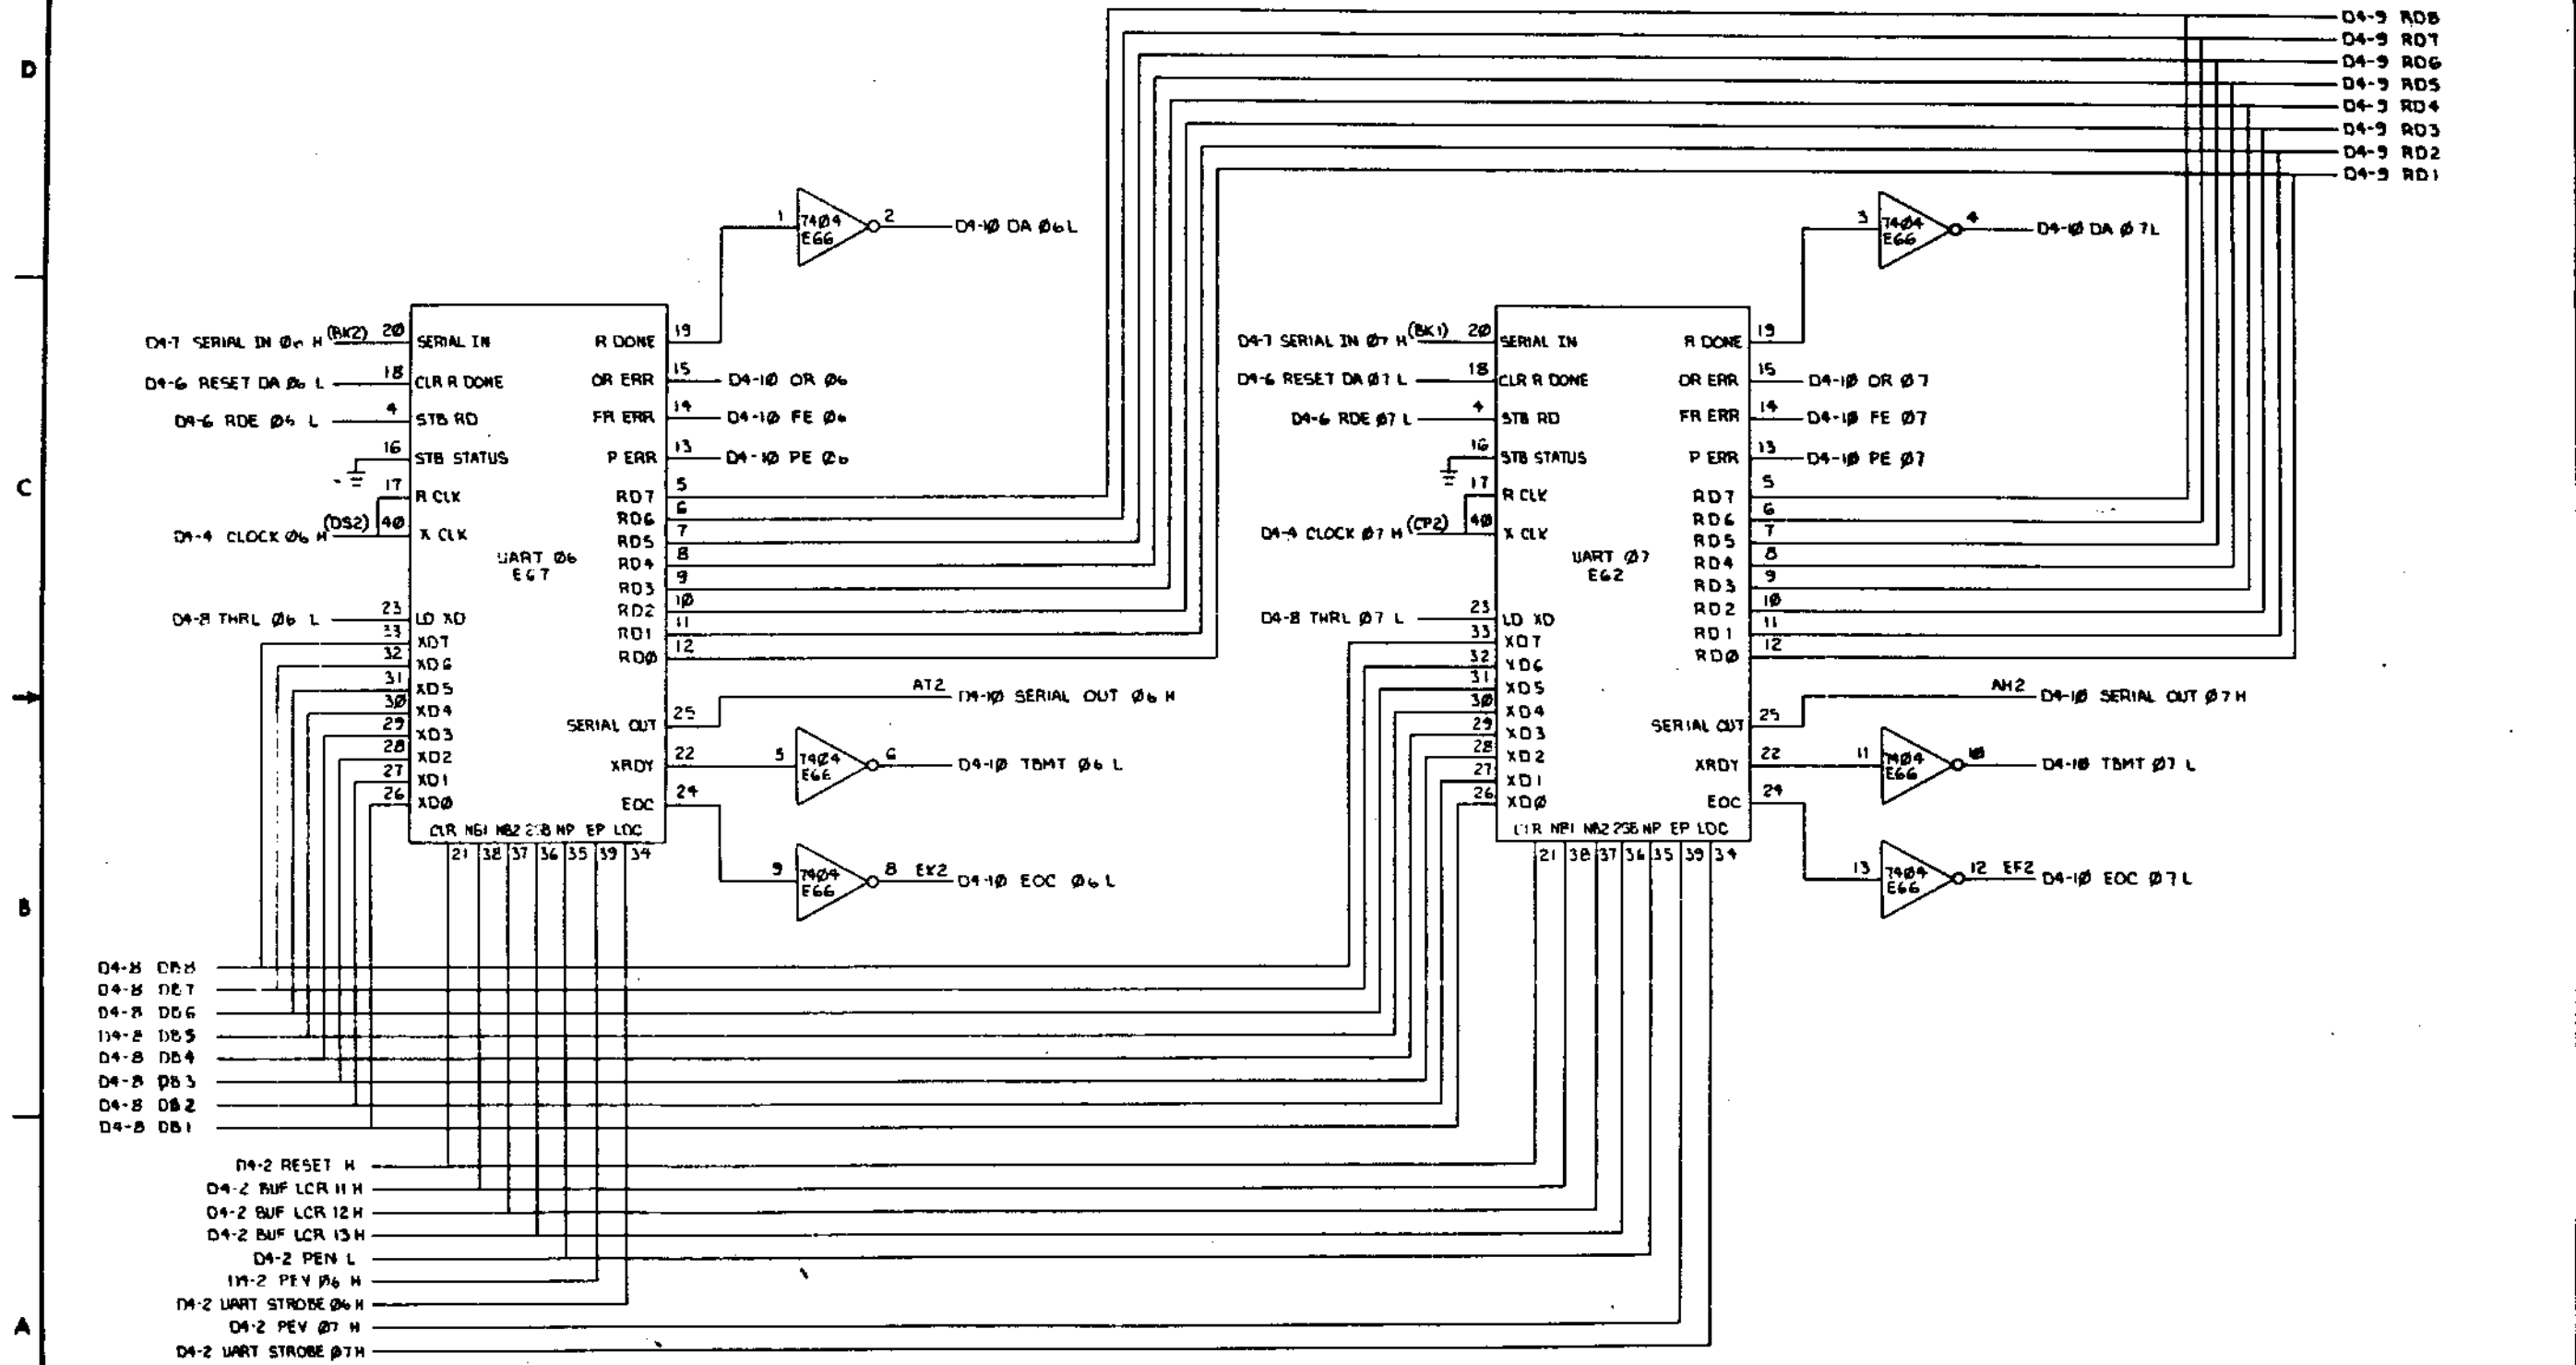 D4-9 RD8
D4-9 RD7
D
D4-9 RD6
D4-9 RD5
D4-9 RD4
D4-9 RD3
D4-9 RD2
D4-9 RD1
1 7404 E66 2 D4-10 DA Ø6 L
3 7404 E66 4 D4-10 DA Ø7 L
D4-7 SERIAL IN Ø6 H (BK2) 20 SERIAL IN
R DONE 19
D4-6 RESET DA Ø6 L 18 CLR R DONE
OR ERR 15 D4-10 OR Ø6
D4-6 RDE Ø6 L 4 STB RD
FR ERR 14 D4-10 FE Ø6
16 STB STATUS
P ERR 13 D4-10 PE Ø6
C
17 R CLK
RD7 5
RD6 6
D4-4 CLOCK Ø6 H (DS2) 40 X CLK
RD5 7
UART Ø6
E67
RD4 8
RD3 9
RD2 10
D4-8 THRL Ø6 L 23 LD XD
RD1 11
33 XD7
RDØ 12
32 XD6
31 XD5
30 XD4
29 XD3
28 XD2
27 XD1
26 XDØ
AT2 D4-10 SERIAL OUT Ø6 H
SERIAL OUT 25
XRDY 22 5 7404 E66 6 D4-10 TBMT Ø6 L
EOC 24
CLR NB1 NB2 2SB NP EP LDC
21 38 37 36 35 39 34
9 7404 E66 8 EK2 D4-10 EOC Ø6 L
D4-7 SERIAL IN Ø7 H (BK1) 20 SERIAL IN
R DONE 19
D4-6 RESET DA Ø7 L 18 CLR R DONE
OR ERR 15 D4-10 OR Ø7
D4-6 RDE Ø7 L 4 STB RD
FR ERR 14 D4-10 FE Ø7
16 STB STATUS
P ERR 13 D4-10 PE Ø7
17 R CLK
RD7 5
RD6 6
D4-4 CLOCK Ø7 H (CP2) 40 X CLK
RD5 7
UART Ø7
E62
RD4 8
RD3 9
RD2 10
D4-8 THRL Ø7 L 23 LD XD
RD1 11
33 XD7
RDØ 12
32 XD6
31 XD5
30 XD4
29 XD3
28 XD2
27 XD1
26 XDØ
AH2 D4-10 SERIAL OUT Ø7 H
SERIAL OUT 25
XRDY 22 11 7404 E66 10 D4-10 TBMT Ø7 L
EOC 24
CLR NB1 NB2 2SB NP EP LDC
21 38 37 36 35 39 34
13 7404 E66 12 EF2 D4-10 EOC Ø7 L
B
D4-8 DB8
D4-8 DB7
D4-8 DB6
D4-8 DB5
D4-8 DB4
D4-8 DB3
D4-8 DB2
D4-8 DB1
D4-2 RESET H
D4-2 BUF LCR 11 H
D4-2 BUF LCR 12 H
D4-2 BUF LCR 13 H
D4-2 PEN L
D4-2 PEV Ø6 H
D4-2 UART STROBE Ø6 H
A
D4-2 PEV Ø7 H
D4-2 UART STROBE Ø7 H